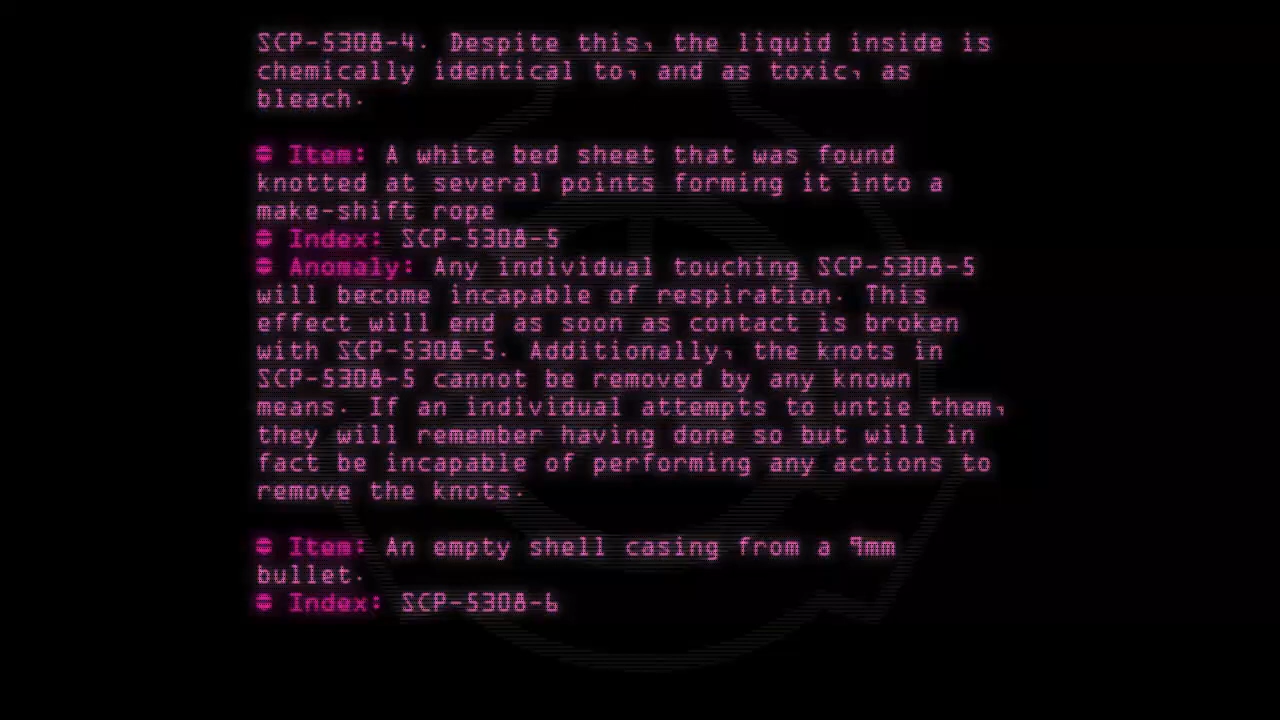 SCP-5308-4. Despite this, the liquid inside is
chemically identical to, and as toxic, as
bleach.
Item: A white bed sheet that was found
knotted at several points forming it into a
make-shift rope
Index: SCP-5308-5
Anomaly: Any individual touching SCP-5308-5
will become incapable of respiration. This
effect will end as soon as contact is broken
with SCP-5308-5. Additionally, the knots in
SCP-5308-5 cannot be removed by any known
means. If an individual attempts to untie them,
they will remember having done so but will in
fact be incapable of performing any actions to
remove the knots.
Item: An empty shell casing from a 9mm
bullet.
Index: SCP-5308-6